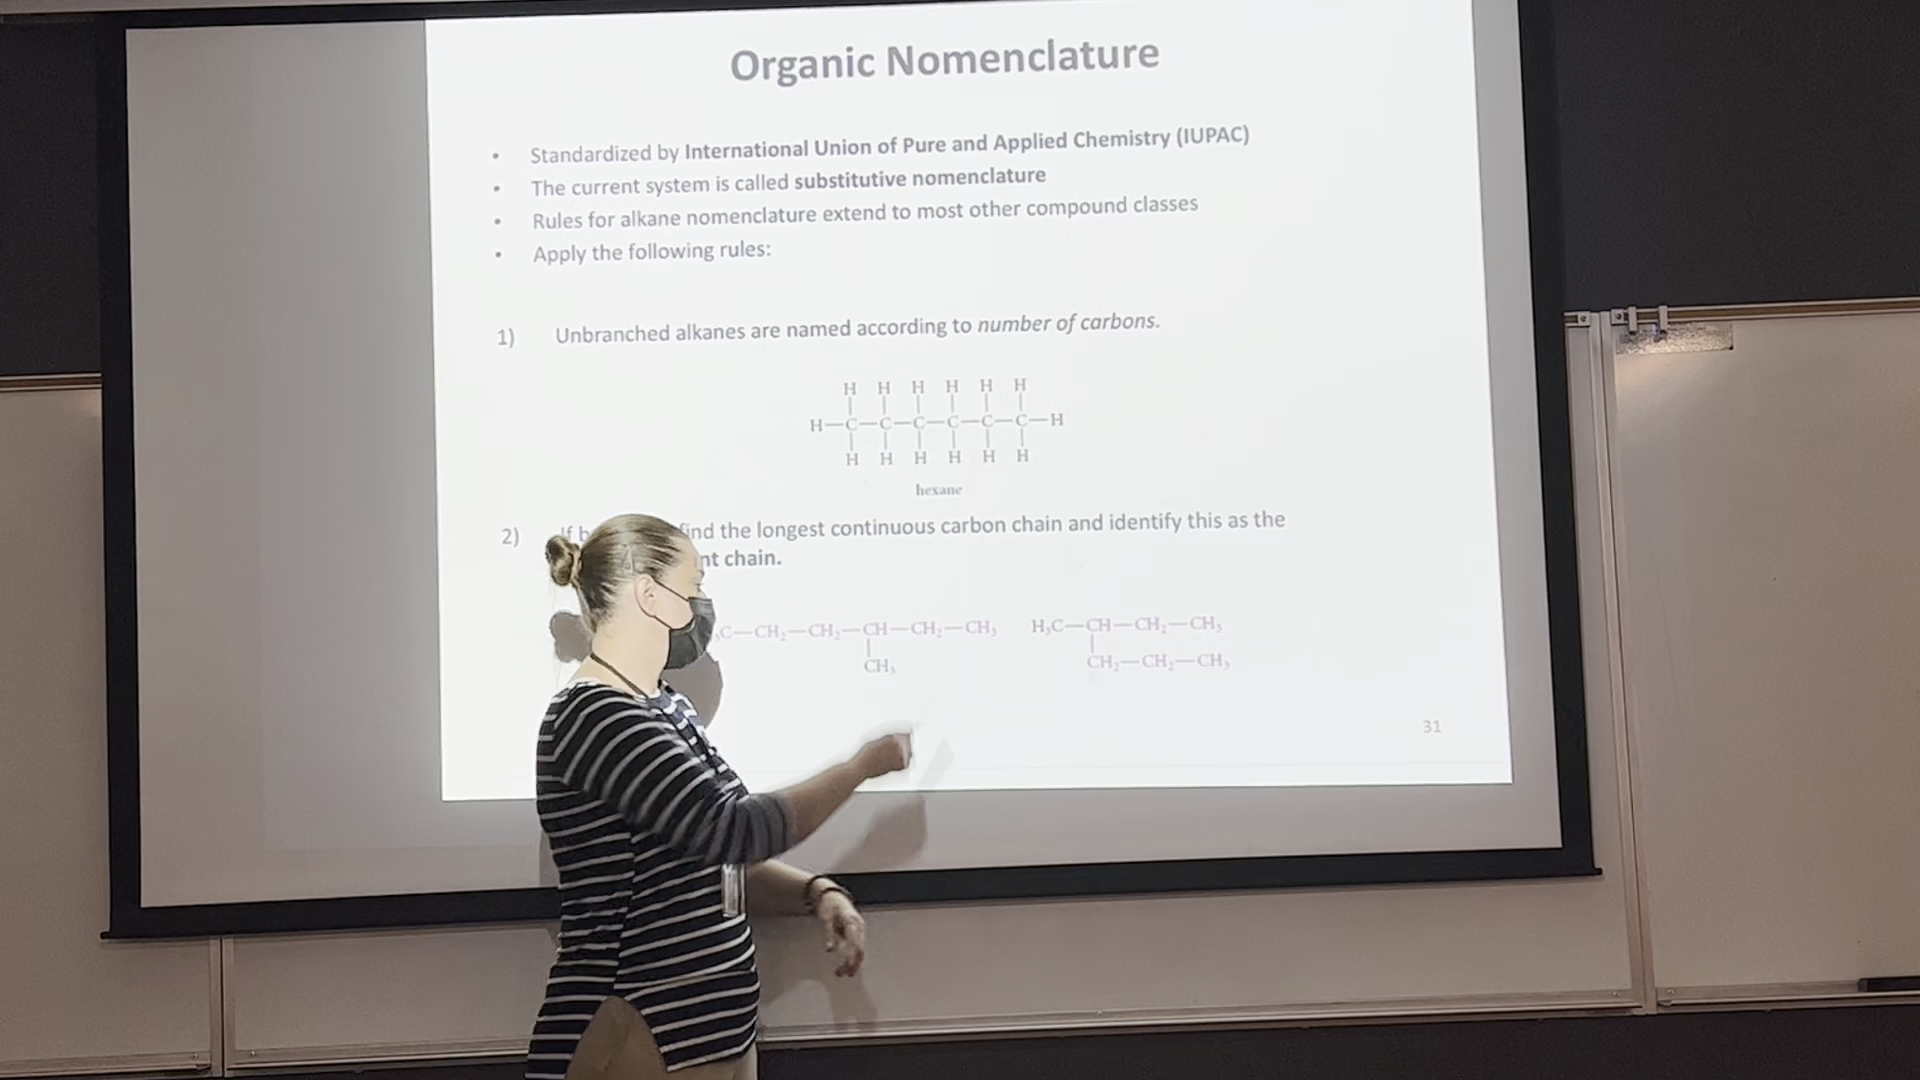 Organic Nomenclature
• Standardized by International Union of Pure and Applied Chemistry (IUPAC)
• The current system is called substitutive nomenclature
• Rules for alkane nomenclature extend to most other compound classes
• Apply the following rules:
1) Unbranched alkanes are named according to number of carbons.
H H H H H H
H—C—C—C—C—C—C—H
H H H H H H
hexane
2) If find the longest continuous carbon chain and identify this as the
chain.
C—CH₂—CH₂—CH—CH₂—CH₃ H₃C—CH—CH₂—CH₃
CH₃ CH₂—CH₂—CH₃
31